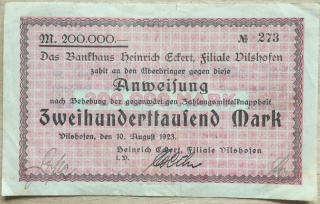 M. 200.000.— № 273
Das Bankhaus Heinrich Eckert, Filiale Vilshofen
zahlt an den Überbringer gegen diese
Anweisung
nach Behebung der gegenwärtigen Zahlungsmittelknappheit
Zweihunderttausend Mark
Vilshofen, den 10. August 1923.
Heinrich Eckert, Filiale Vilshofen
i. V.